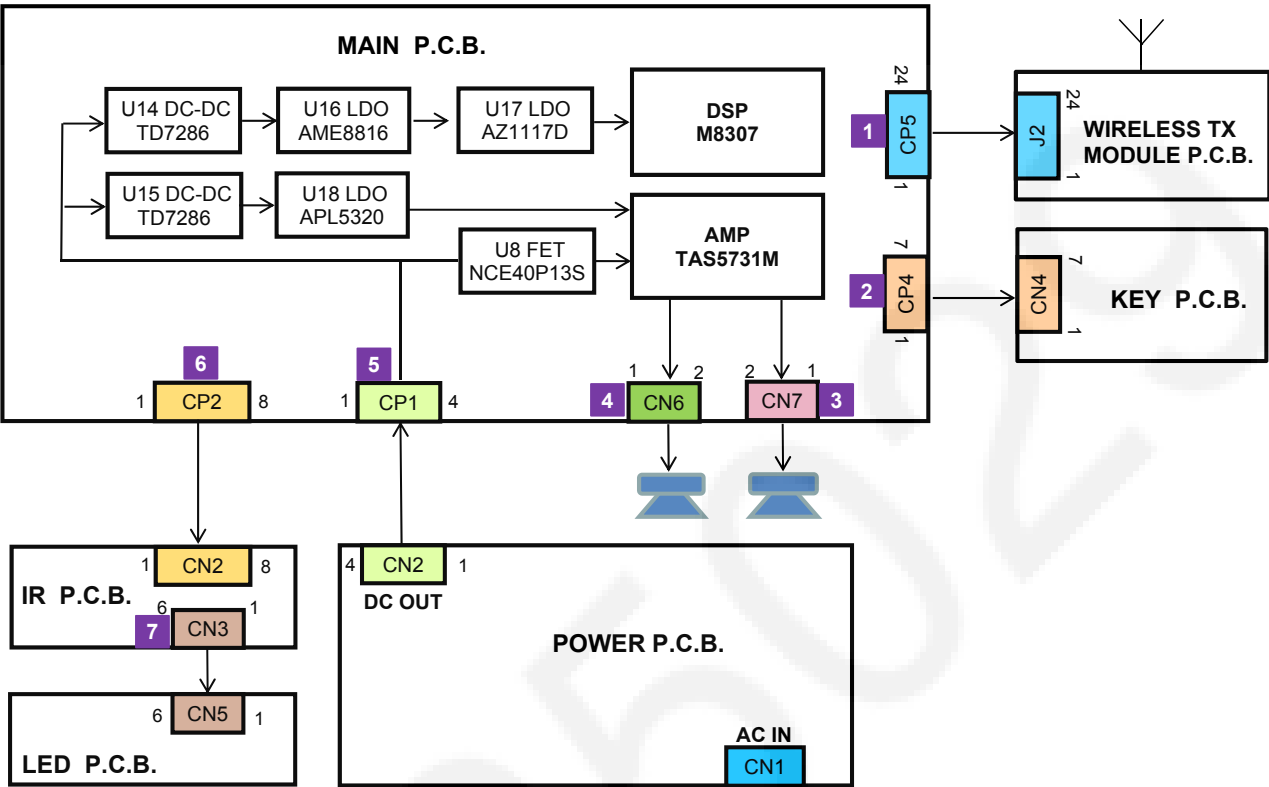 MAIN P.C.B.
U14 DC-DC
TD7286
U16 LDO
AME8816
U17 LDO
AZ1117D
DSP
M8307
U15 DC-DC
TD7286
U18 LDO
APL5320
U8 FET
NCE40P13S
AMP
TAS5731M
24
1
CP5
1
24
J2
1
WIRELESS TX
MODULE P.C.B.
7
2
CP4
1
7
CN4
1
KEY P.C.B.
6
1
CP2
8
5
1
CP1
4
1
2
4
CN6
2
1
CN7
3
1
CN2
8
IR P.C.B.
6
1
7
CN3
6
CN5
1
LED P.C.B.
4
CN2
1
DC OUT
POWER P.C.B.
AC IN
CN1
5029